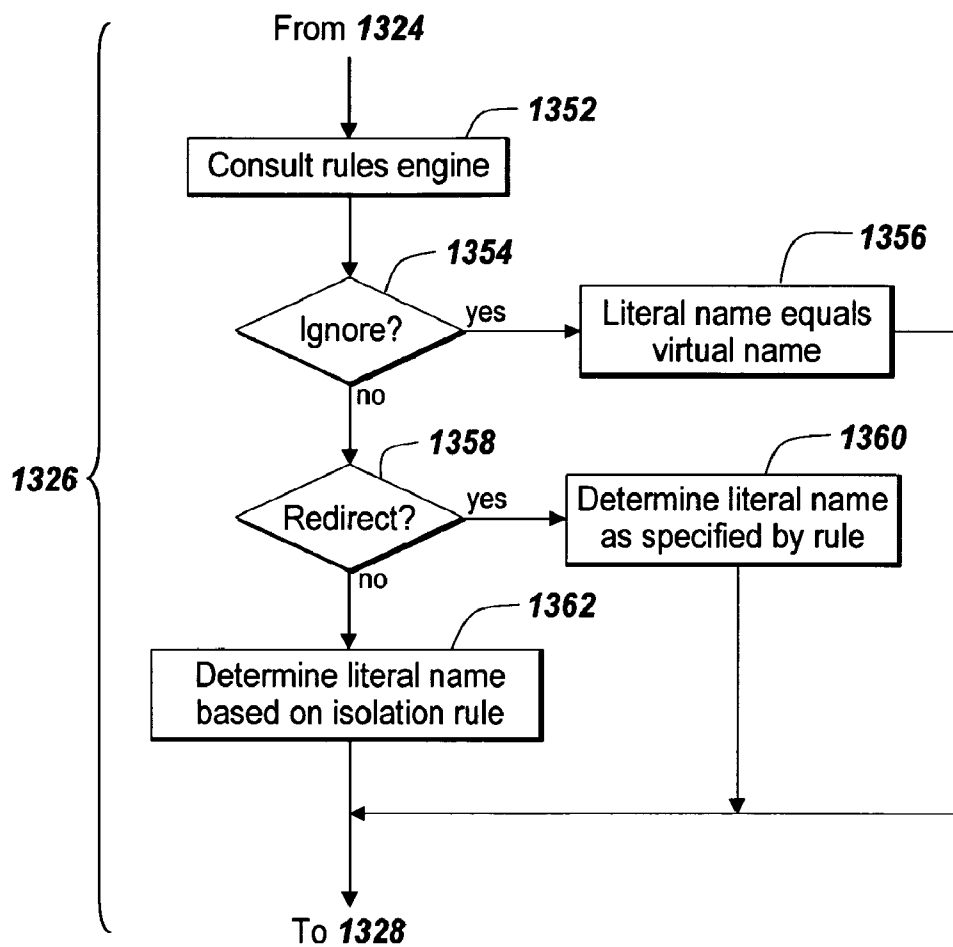 From 1324
1352
Consult rules engine
1354
1356
Ignore?
yes
Literal name equals
virtual name
no
1358
1360
1326
Redirect?
yes
Determine literal name
as specified by rule
no
1362
Determine literal name
based on isolation rule
To 1328